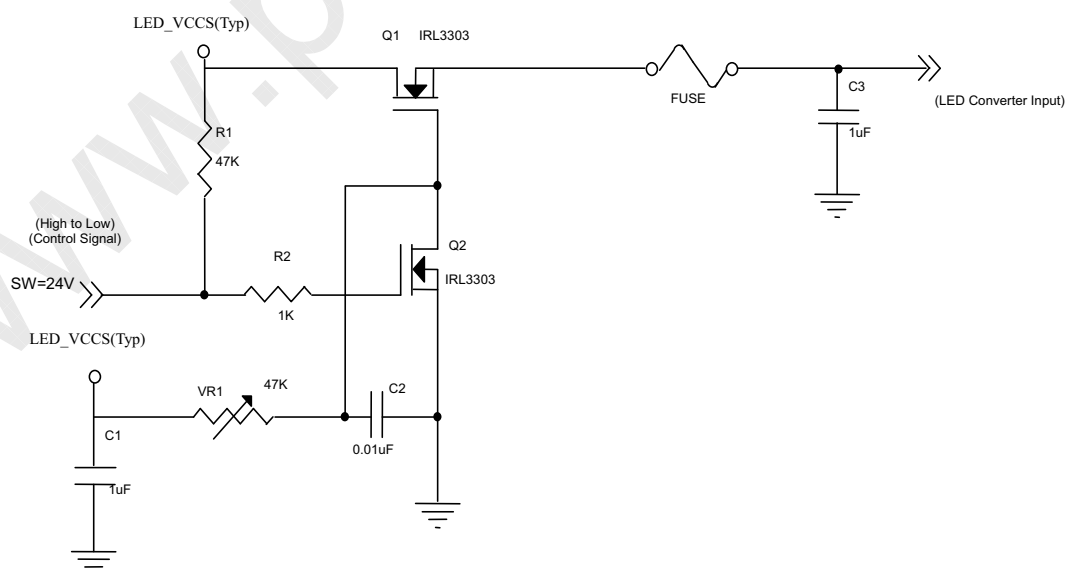 LED_VCCS(Typ)
Q1 IRL3303
FUSE
C3
1uF
(LED Converter Input)
R1
47K
(High to Low)
(Control Signal)
SW=24V
R2
1K
Q2
IRL3303
LED_VCCS(Typ)
VR1
47K
C2
0.01uF
C1
1uF
www.p